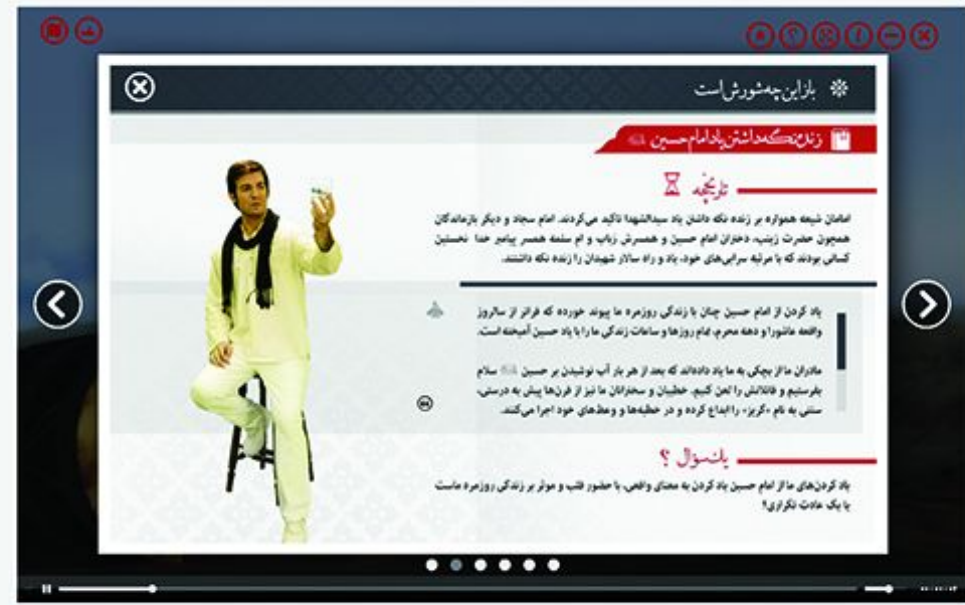 باز این چه شورش است
زنده نگه داشتن یاد امام حسین
تاریخچه
امامان شیعه همواره بر زنده نگه داشتن یاد سیدالشهدا تاکید می‌کردند. امام سجاد و دیگر بازماندگان
همچون حضرت زینب، دختران امام حسین و همسرش رباب و ام سلمه همسر پیامبر خدا نخستین
کسانی بودند که با مرثیه سرایی‌های خود، یاد و راه سالار شهیدان را زنده نگه داشتند.
یاد کردن از امام حسین چنان با زندگی روزمره ما پیوند خورده که فراتر از سالروز
واقعه عاشورا و دهه محرم، تمام روزها و ساعات زندگی ما را با یاد حسین آمیخته است.
مادران ما از بچگی به ما یاد داده‌اند که بعد از هر بار آب نوشیدن بر حسین سلام
بفرستیم و قاتلانش را لعن کنیم. خطیبان و سخنرانان ما نیز از قرن‌ها پیش به درستی،
سنتی به نام «گریز» را ابداع کرده و در خطبه‌ها و وعظ‌های خود اجرا می‌کنند.
یک سؤال ؟
یاد کردن‌های ما از امام حسین یاد کردن به معنای واقعی، با حضور قلب و موثر بر زندگی روزمره ماست
یا یک عادت تکراری؟